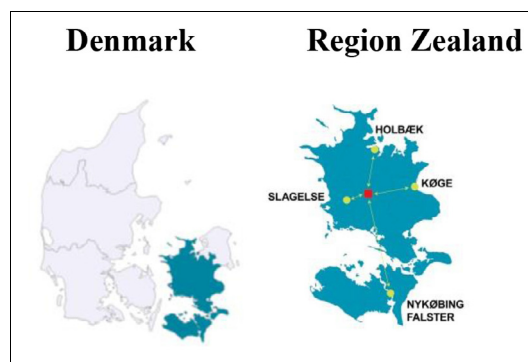 Denmark
Region Zealand
HOLBÆK
KØGE
SLAGELSE
NYKØBING
FALSTER